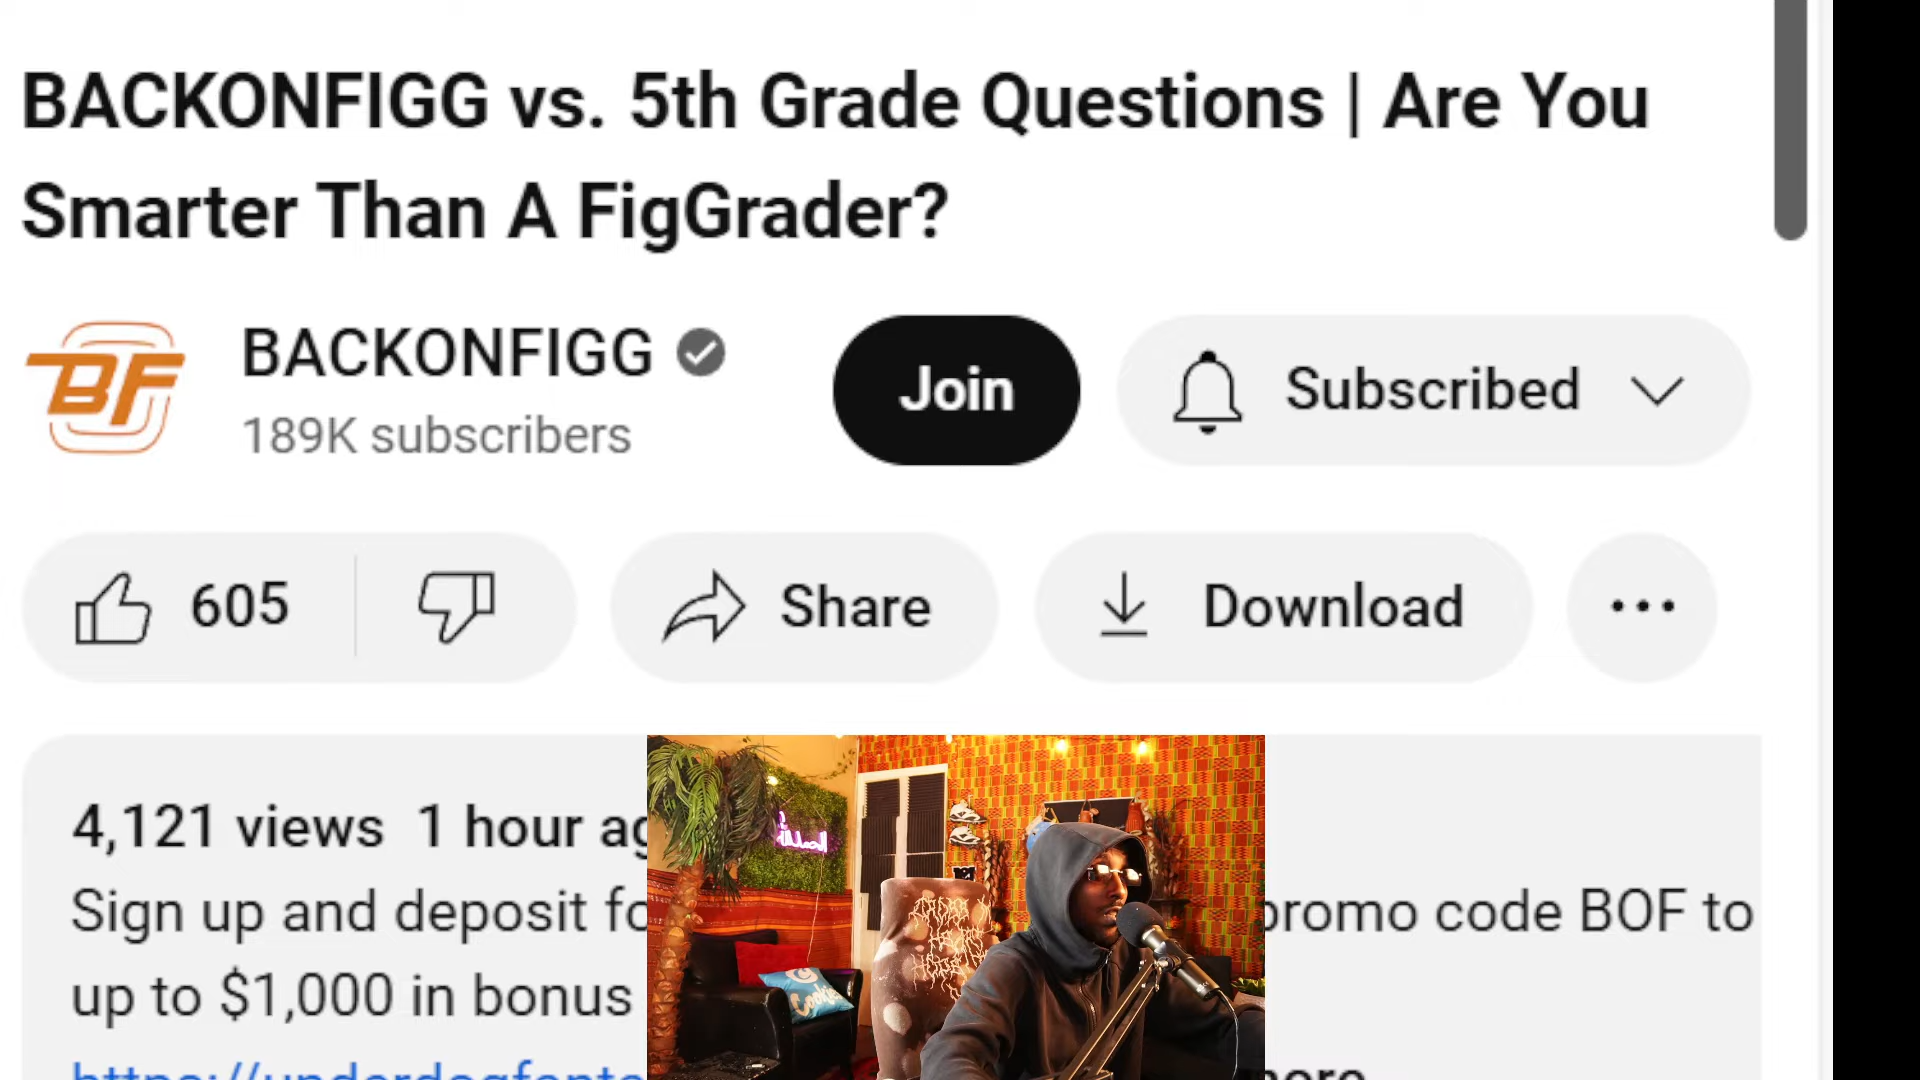 BACKONFIGG vs. 5th Grade Questions | Are You
Smarter Than A FigGrader?
BF
BACKONFIGG
189K subscribers
Join
Subscribed
605
Share
Download
4,121 views 1 hour
Sign up and deposit promo code BOF to
up to $1,000 in bonus
Cookies